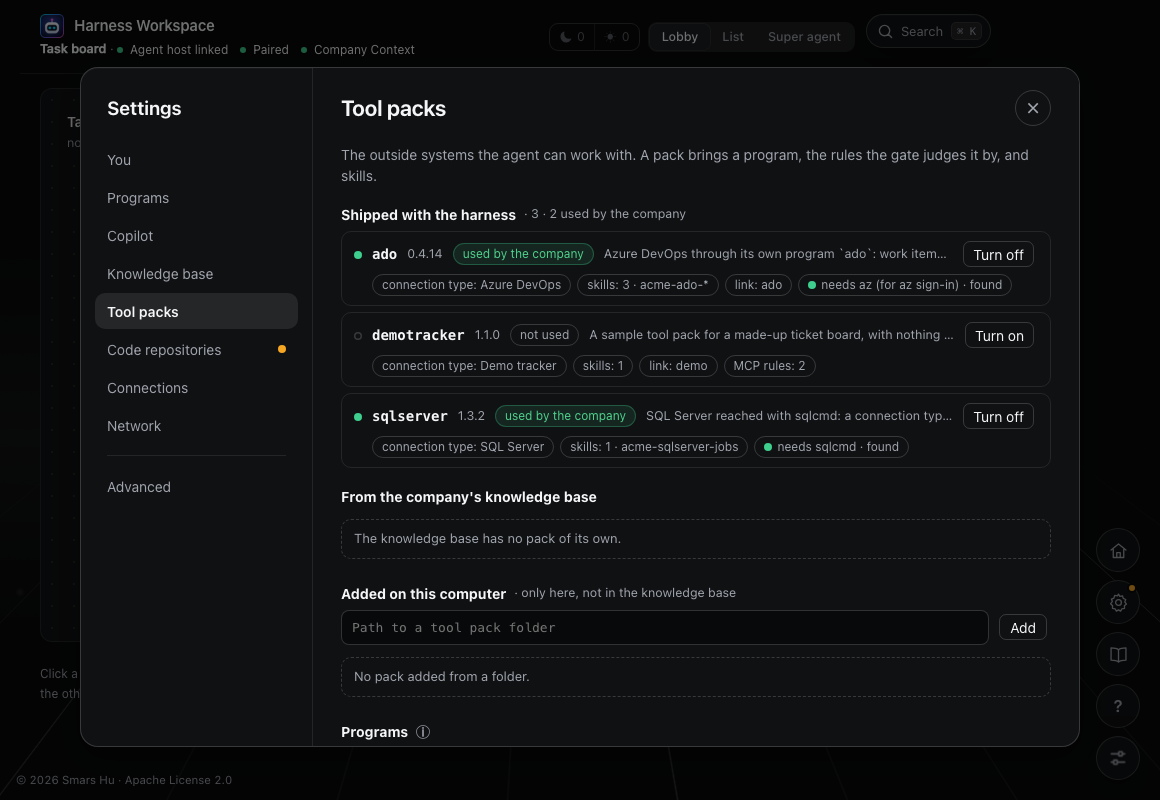 Harness Workspace
Task board · Agent host linked Paired Company Context
0 0
Lobby List Super agent
Search ⌘ K
Settings
You
Programs
Copilot
Knowledge base
Tool packs
Code repositories
Connections
Network
Advanced
Tool packs
The outside systems the agent can work with. A pack brings a program, the rules the gate judges it by, and
skills.
Shipped with the harness · 3 · 2 used by the company
ado 0.4.14 used by the company Azure DevOps through its own program `ado`: work item... Turn off
connection type: Azure DevOps skills: 3 · acme-ado-* link: ado needs az (for az sign-in) · found
demotracker 1.1.0 not used A sample tool pack for a made-up ticket board, with nothing ... Turn on
connection type: Demo tracker skills: 1 link: demo MCP rules: 2
sqlserver 1.3.2 used by the company SQL Server reached with sqlcmd: a connection typ... Turn off
connection type: SQL Server skills: 1 · acme-sqlserver-jobs needs sqlcmd · found
From the company's knowledge base
The knowledge base has no pack of its own.
Added on this computer · only here, not in the knowledge base
Path to a tool pack folder Add
No pack added from a folder.
Programs ⓘ
Ta
no
Click a
the oth
?
© 2026 Smars Hu · Apache License 2.0